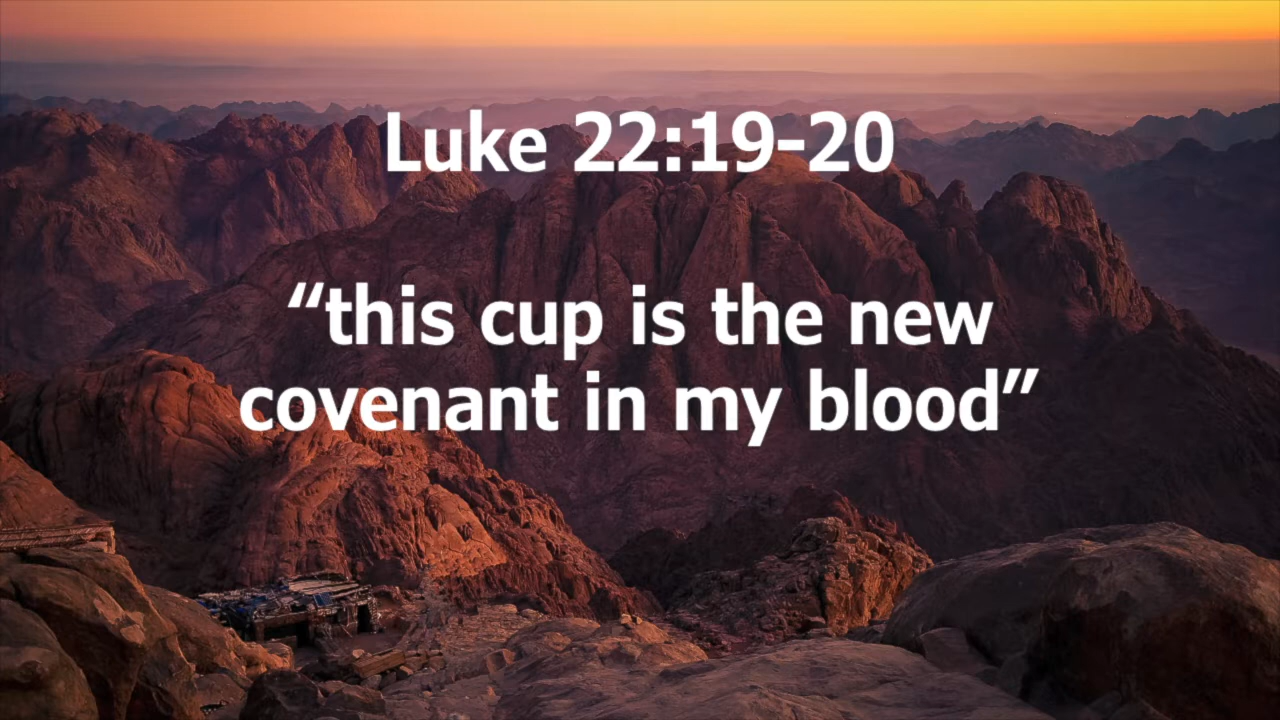 Luke 22:19-20
“this cup is the new
covenant in my blood”